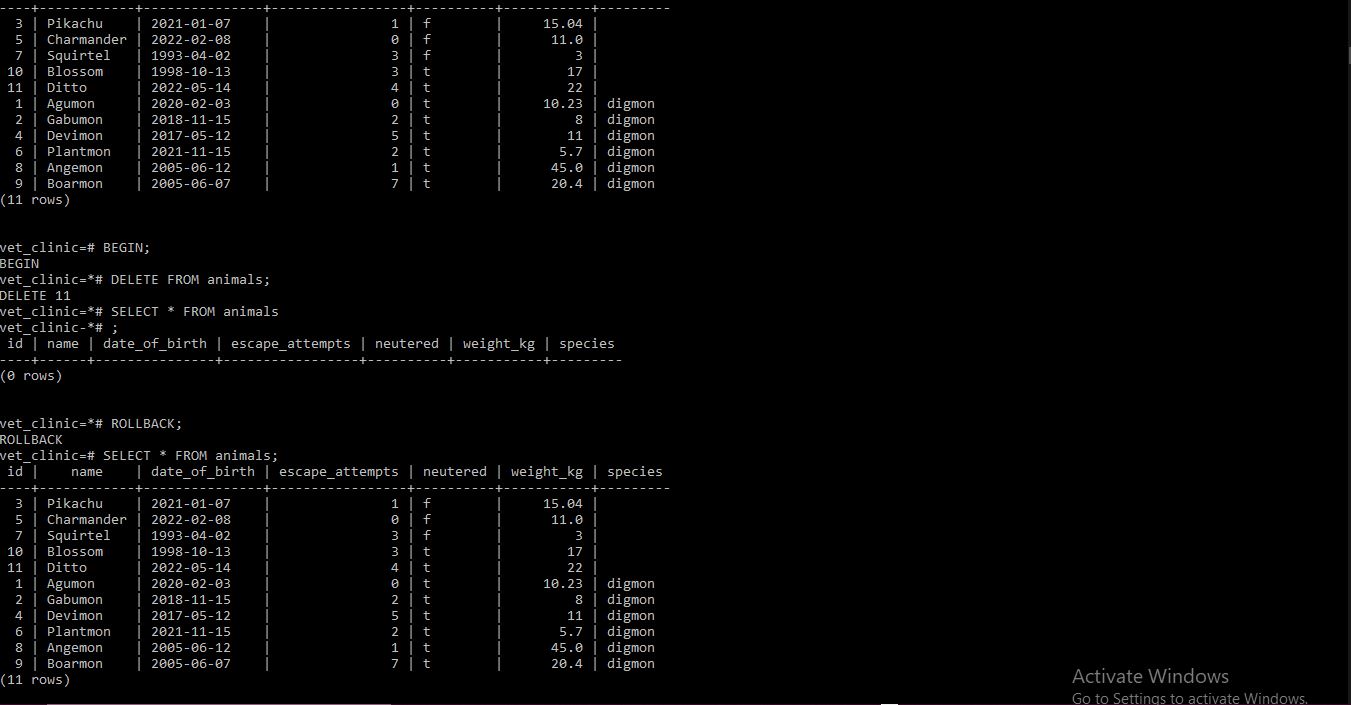 ----+------------+---------------+-----------------+----------+-----------+---------
  3 | Pikachu    | 2021-01-07    |               1 | f        |     15.04 |
  5 | Charmander | 2022-02-08    |               0 | f        |      11.0 |
  7 | Squirtel   | 1993-04-02    |               3 | f        |         3 |
 10 | Blossom    | 1998-10-13    |               3 | t        |        17 |
 11 | Ditto      | 2022-05-14    |               4 | t        |        22 |
  1 | Agumon     | 2020-02-03    |               0 | t        |     10.23 | digmon
  2 | Gabumon    | 2018-11-15    |               2 | t        |         8 | digmon
  4 | Devimon    | 2017-05-12    |               5 | t        |        11 | digmon
  6 | Plantmon   | 2021-11-15    |               2 | t        |       5.7 | digmon
  8 | Angemon    | 2005-06-12    |               1 | t        |      45.0 | digmon
  9 | Boarmon    | 2005-06-07    |               7 | t        |      20.4 | digmon
(11 rows)
vet_clinic=# BEGIN;
BEGIN
vet_clinic=*# DELETE FROM animals;
DELETE 11
vet_clinic=*# SELECT * FROM animals
vet_clinic-*# ;
 id | name | date_of_birth | escape_attempts | neutered | weight_kg | species
----+------+---------------+-----------------+----------+-----------+---------
(0 rows)
vet_clinic=*# ROLLBACK;
ROLLBACK
vet_clinic=# SELECT * FROM animals;
 id |    name    | date_of_birth | escape_attempts | neutered | weight_kg | species
----+------------+---------------+-----------------+----------+-----------+---------
  3 | Pikachu    | 2021-01-07    |               1 | f        |     15.04 |
  5 | Charmander | 2022-02-08    |               0 | f        |      11.0 |
  7 | Squirtel   | 1993-04-02    |               3 | f        |         3 |
 10 | Blossom    | 1998-10-13    |               3 | t        |        17 |
 11 | Ditto      | 2022-05-14    |               4 | t        |        22 |
  1 | Agumon     | 2020-02-03    |               0 | t        |     10.23 | digmon
  2 | Gabumon    | 2018-11-15    |               2 | t        |         8 | digmon
  4 | Devimon    | 2017-05-12    |               5 | t        |        11 | digmon
  6 | Plantmon   | 2021-11-15    |               2 | t        |       5.7 | digmon
  8 | Angemon    | 2005-06-12    |               1 | t        |      45.0 | digmon
  9 | Boarmon    | 2005-06-07    |               7 | t        |      20.4 | digmon
(11 rows)
Activate Windows
Go to Settings to activate Windows.